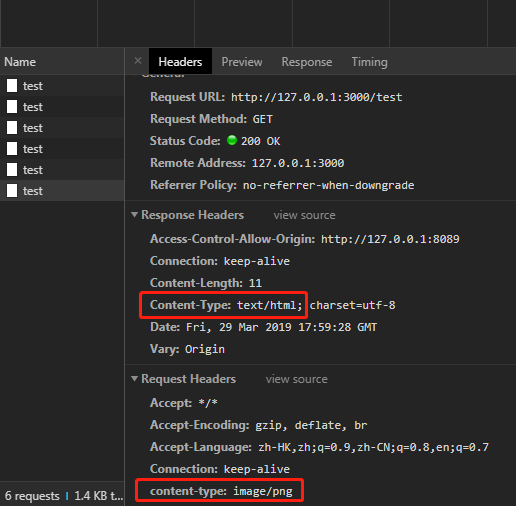 Name
× Headers Preview Response Timing
test
General
test
Request URL: http://127.0.0.1:3000/test
test
Request Method: GET
test
Status Code: 200 OK
test
Remote Address: 127.0.0.1:3000
test
Referrer Policy: no-referrer-when-downgrade
Response Headers view source
Access-Control-Allow-Origin: http://127.0.0.1:8089
Connection: keep-alive
Content-Length: 11
Content-Type: text/html; charset=utf-8
Date: Fri, 29 Mar 2019 17:59:28 GMT
Vary: Origin
Request Headers view source
Accept: */*
Accept-Encoding: gzip, deflate, br
Accept-Language: zh-HK,zh;q=0.9,zh-CN;q=0.8,en;q=0.7
Connection: keep-alive
content-type: image/png
6 requests 1.4 KB t...